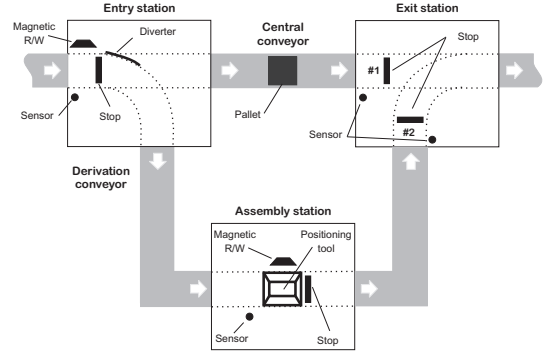 Entry station
Magnetic
R/W
Diverter
Sensor
Stop
Central
conveyor
Pallet
Exit station
Stop
#1
Sensor
#2
Derivation
conveyor
Assembly station
Magnetic
R/W
Positioning
tool
Sensor
Stop